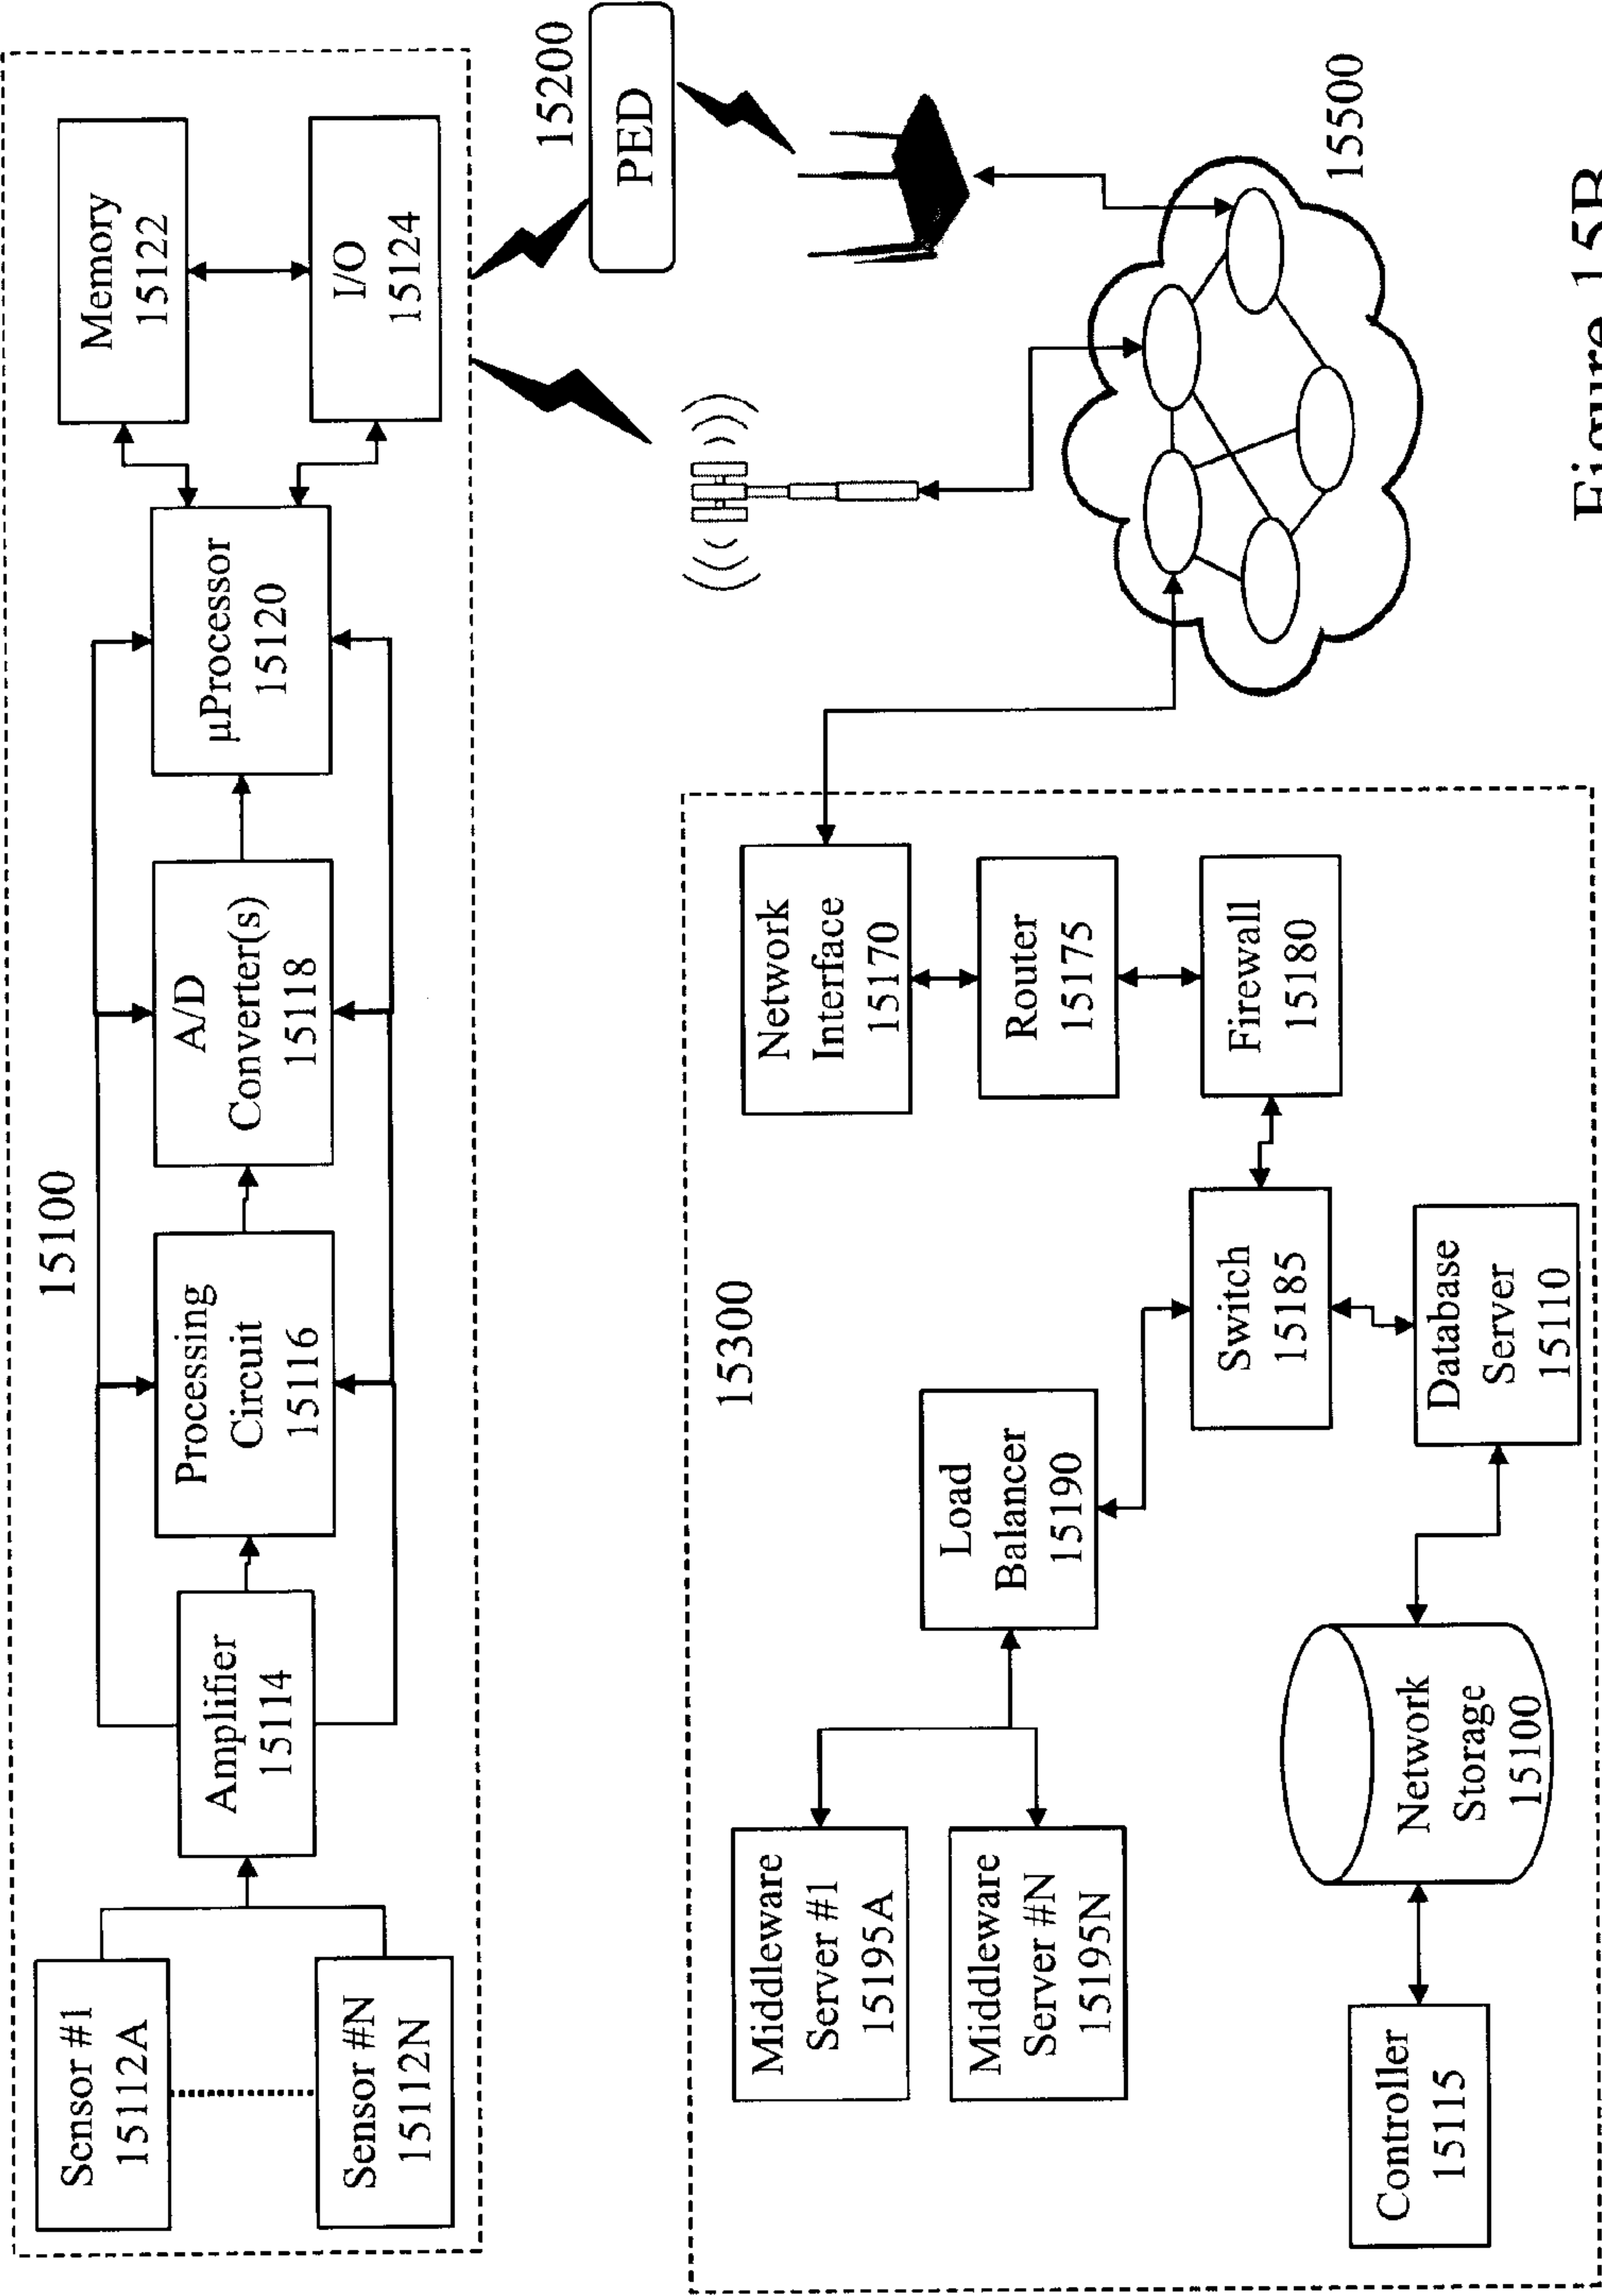 15100
Sensor #1
15112A
Sensor #N
15112N
Amplifier
15114
Processing
Circuit
15116
A/D
Converter(s)
15118
µProcessor
15120
Memory
15122
I/O
15124
15200
PED
15300
Network
Interface
15170
Router
15175
Firewall
15180
Switch
15185
Load
Balancer
15190
Middleware
Server #1
15195A
Middleware
Server #N
15195N
Database
Server
15110
Network
Storage
15100
Controller
15115
15500
Figure 15B